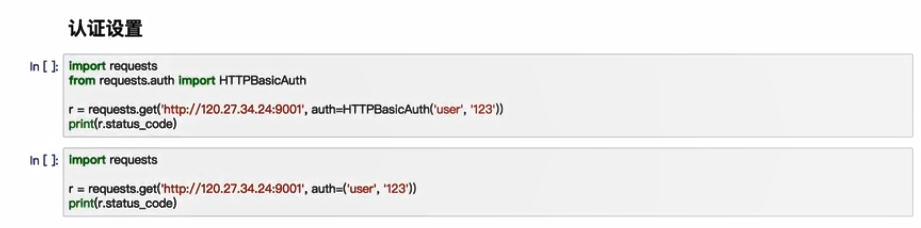 认证设置
In [ ]: import requests
from requests.auth import HTTPBasicAuth
r = requests.get('http://120.27.34.24:9001', auth=HTTPBasicAuth('user', '123'))
print(r.status_code)
In [ ]: import requests
r = requests.get('http://120.27.34.24:9001', auth=('user', '123'))
print(r.status_code)